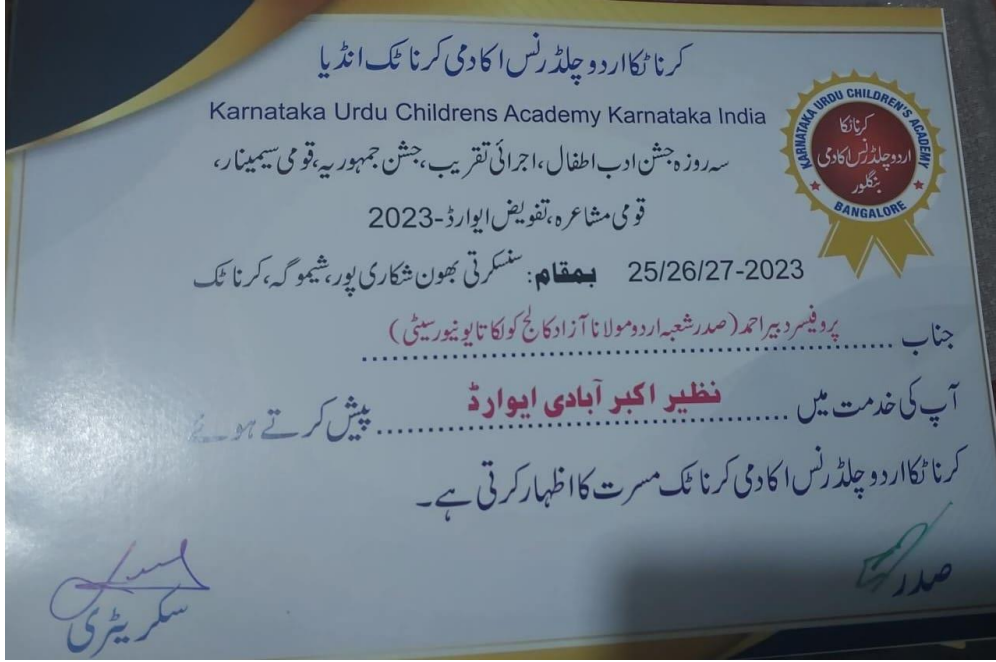 کرناٹکا اردو چلڈرنس اکادمی کرناٹک انڈیا
Karnataka Urdu Childrens Academy Karnataka India
سہ روزہ جشن ادب اطفال، اجرائی تقریب، جشن جمہوریہ، قومی سیمینار،
قومی مشاعرہ، تفویض ایوارڈ-2023
25/26/27-2023 بمقام: سنسکرتی بھون شکاری پور، شیموگہ، کرناٹک
جناب پروفیسر دبیر احمد (صدر شعبہ اردو مولانا آزاد کالج کولکاتا یونیورسیٹی)
آپ کی خدمت میں نظیر اکبر آبادی ایوارڈ پیش کرتے ہوئے
کرناٹکا اردو چلڈرنس اکادمی کرناٹک مسرت کا اظہار کرتی ہے۔
صدر
سکریٹری
KARNATAKA URDU CHILDREN'S ACADEMY
کرناٹکا
اردو چلڈرنس اکادمی
بنگلور
BANGALORE